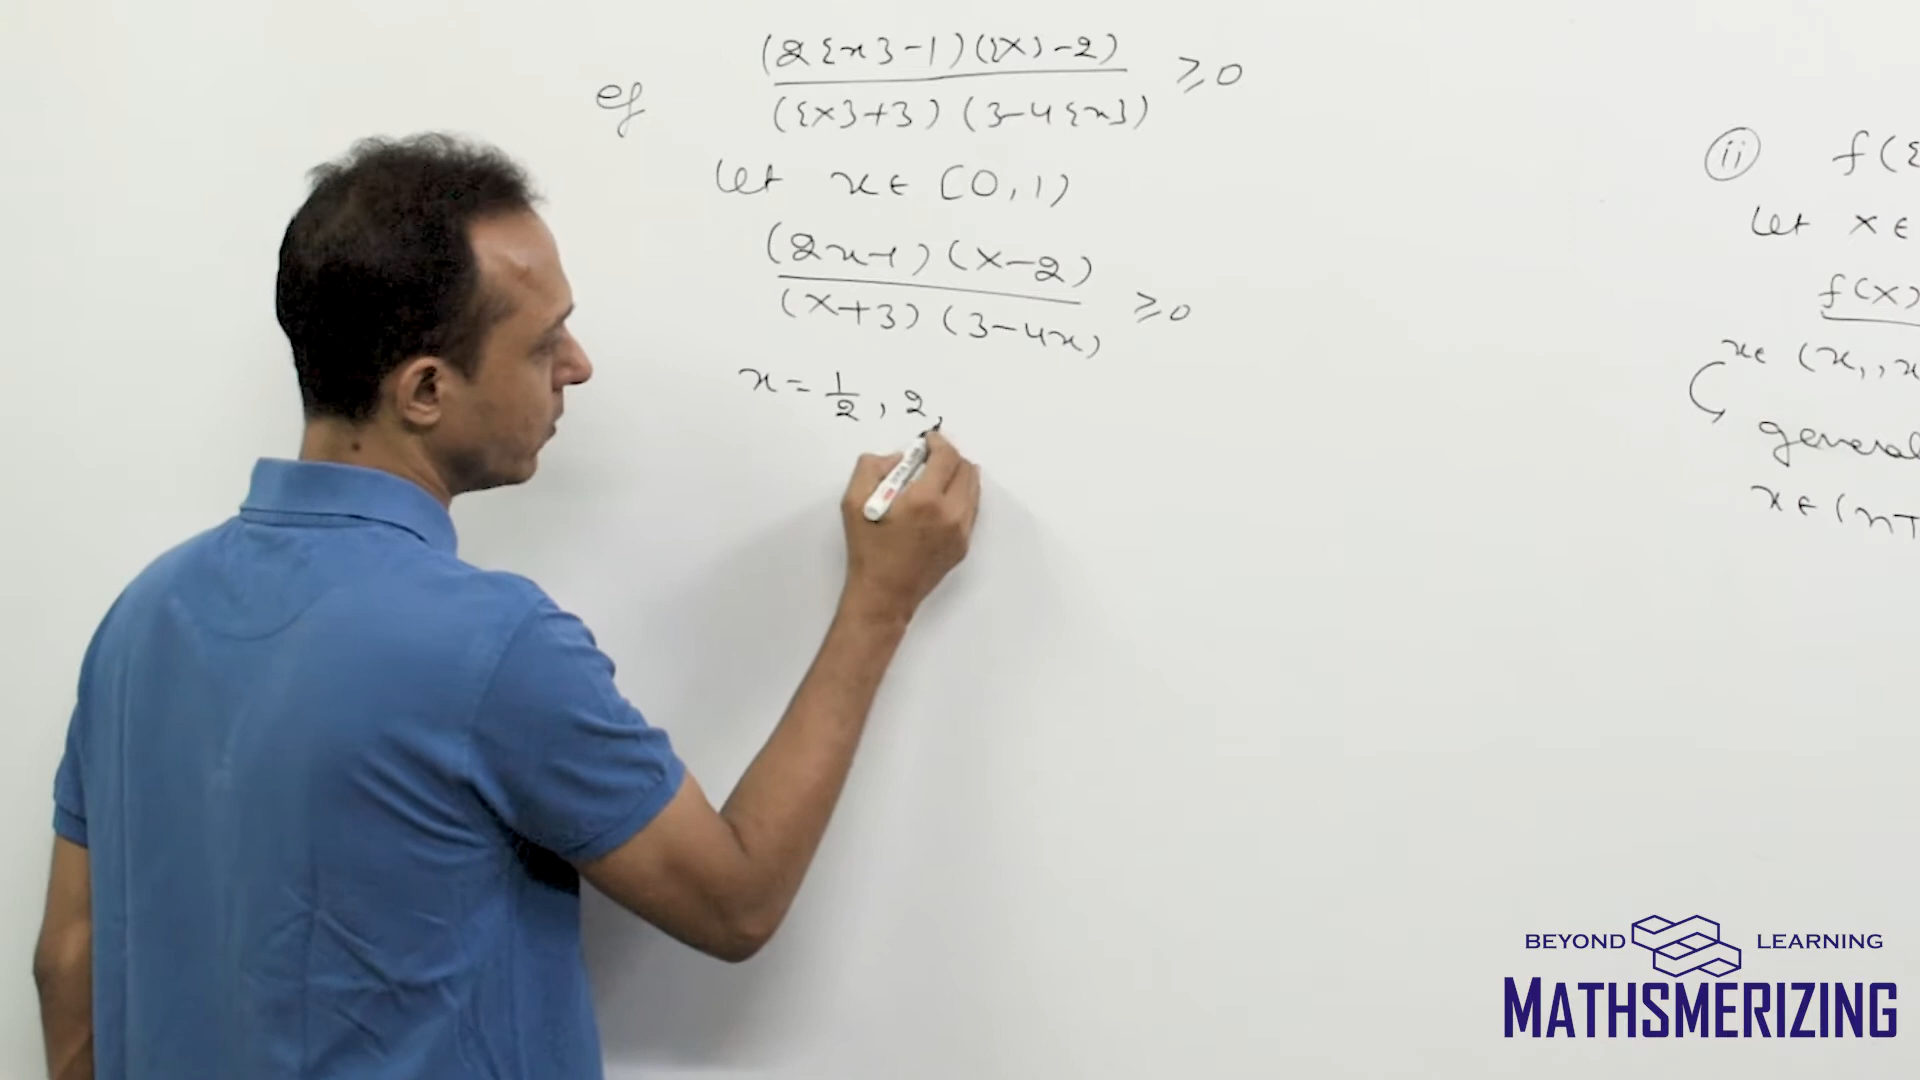 eg (2{x}-1)({x}-2) / ({x}+3)(3-4{x}) ≥0
Let x∈ [0,1)
(2x-1)(x-2) / (x+3)(3-4x) ≥0
x = 1/2, 2,
(ii) f({
Let x∈
f(x)
x∈ (x₁, x
general
x∈(n+
BEYOND LEARNING
MATHSMERIZING